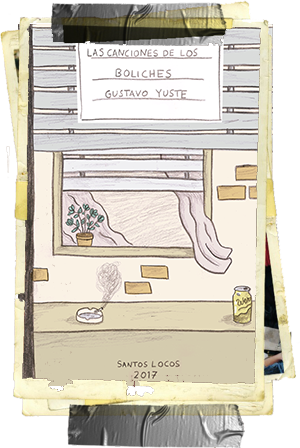 LAS CANCIONES DE LOS
BOLICHES
GUSTAVO YUSTE
SANTOS LOCOS
2017